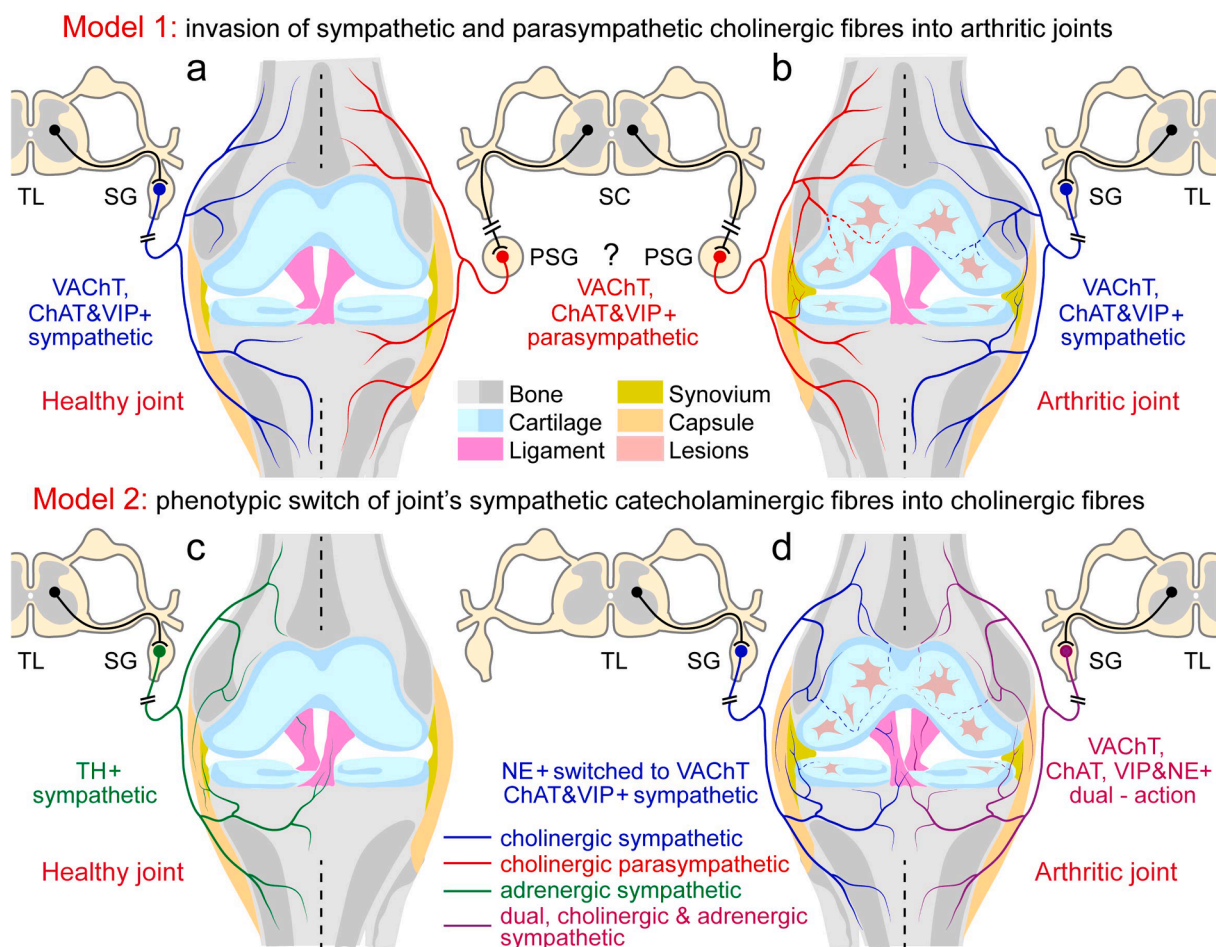 Model 1: invasion of sympathetic and parasympathetic cholinergic fibres into arthritic joints
a
b
TL
SG
SC
SG
TL
PSG
?
PSG
VAChT,
ChAT&VIP+
sympathetic
VAChT,
ChAT&VIP+
parasympathetic
VAChT,
ChAT&VIP+
sympathetic
Healthy joint
Bone
Cartilage
Ligament
Synovium
Capsule
Lesions
Arthritic joint
Model 2: phenotypic switch of joint's sympathetic catecholaminergic fibres into cholinergic fibres
c
d
TL
SG
TL
SG
SG
TL
TH+
sympathetic
NE+ switched to VAChT
ChAT&VIP+ sympathetic
VAChT,
ChAT, VIP&NE+
dual - action
Healthy joint
cholinergic sympathetic
cholinergic parasympathetic
adrenergic sympathetic
dual, cholinergic & adrenergic
sympathetic
Arthritic joint